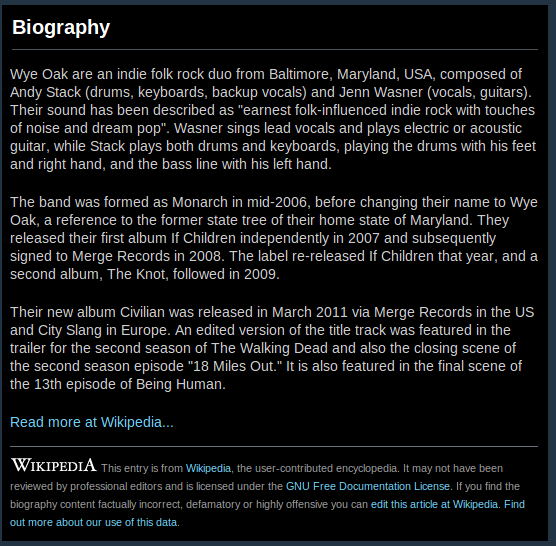 Biography
Wye Oak are an indie folk rock duo from Baltimore, Maryland, USA, composed of
Andy Stack (drums, keyboards, backup vocals) and Jenn Wasner (vocals, guitars).
Their sound has been described as "earnest folk-influenced indie rock with touches
of noise and dream pop". Wasner sings lead vocals and plays electric or acoustic
guitar, while Stack plays both drums and keyboards, playing the drums with his feet
and right hand, and the bass line with his left hand.
The band was formed as Monarch in mid-2006, before changing their name to Wye
Oak, a reference to the former state tree of their home state of Maryland. They
released their first album If Children independently in 2007 and subsequently
signed to Merge Records in 2008. The label re-released If Children that year, and a
second album, The Knot, followed in 2009.
Their new album Civilian was released in March 2011 via Merge Records in the US
and City Slang in Europe. An edited version of the title track was featured in the
trailer for the second season of The Walking Dead and also the closing scene of
the second season episode "18 Miles Out." It is also featured in the final scene of
the 13th episode of Being Human.
Read more at Wikipedia...
WIKIPEDIA This entry is from Wikipedia, the user-contributed encyclopedia. It may not have been
reviewed by professional editors and is licensed under the GNU Free Documentation License. If you find the
biography content factually incorrect, defamatory or highly offensive you can edit this article at Wikipedia. Find
out more about our use of this data.